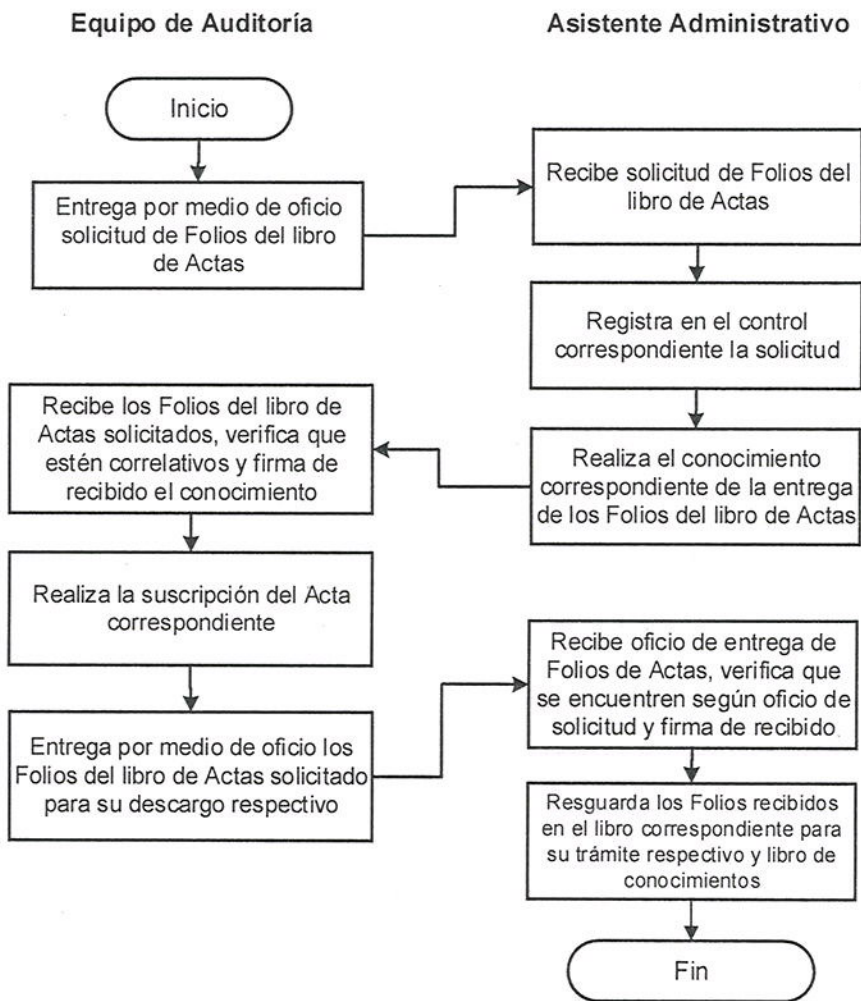 Equipo de Auditoría
Asistente Administrativo
Inicio
Entrega por medio de oficio
solicitud de Folios del libro
de Actas
Recibe solicitud de Folios del
libro de Actas
Registra en el control
correspondiente la solicitud
Realiza el conocimiento
correspondiente de la entrega
de los Folios del libro de Actas
Recibe los Folios del libro de
Actas solicitados, verifica que
estén correlativos y firma de
recibido el conocimiento
Realiza la suscripción del Acta
correspondiente
Entrega por medio de oficio los
Folios del libro de Actas solicitado
para su descargo respectivo
Recibe oficio de entrega de
Folios de Actas, verifica que
se encuentren según oficio de
solicitud y firma de recibido
Resguarda los Folios recibidos
en el libro correspondiente para
su trámite respectivo y libro de
conocimientos
Fin